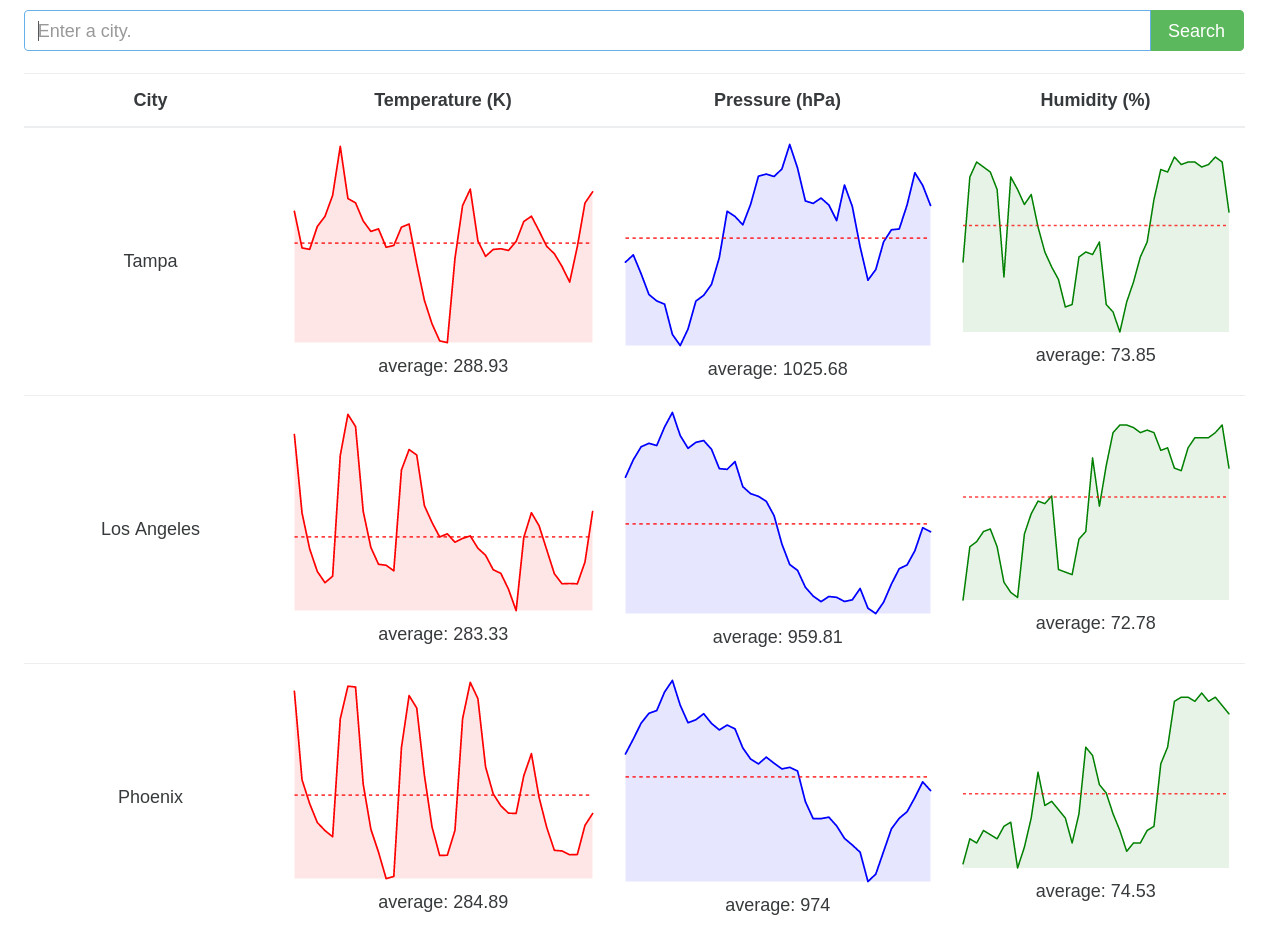 Enter a city. Search
City Temperature (K) Pressure (hPa) Humidity (%)
Tampa
average: 288.93 average: 1025.68 average: 73.85
Los Angeles
average: 283.33 average: 959.81 average: 72.78
Phoenix
average: 284.89 average: 974 average: 74.53